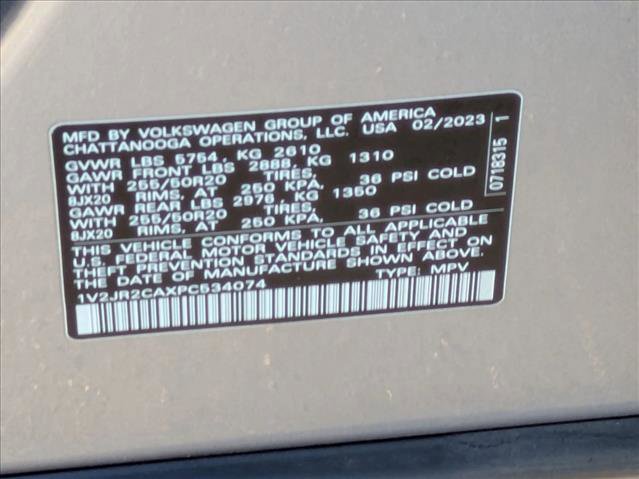 MFD BY VOLKSWAGEN GROUP OF AMERICA
CHATTANOOGA OPERATIONS, LLC. USA 02/2023
GVWR LBS 5754, KG 2610
GAWR FRONT LBS 2888, KG 1310
WITH 255/50R20 TIRES,
8JX20 RIMS, AT 250 KPA, 36 PSI COLD
GAWR REAR LBS 2976, KG 1350
WITH 255/50R20 TIRES,
8JX20 RIMS, AT 250 KPA, 36 PSI COLD
THIS VEHICLE CONFORMS TO ALL APPLICABLE
U.S. FEDERAL MOTOR VEHICLE SAFETY AND
THEFT PREVENTION STANDARDS IN EFFECT ON
THE DATE OF MANUFACTURE SHOWN ABOVE.
1V2JR2CAXPC534074 TYPE: MPV
0718315 1